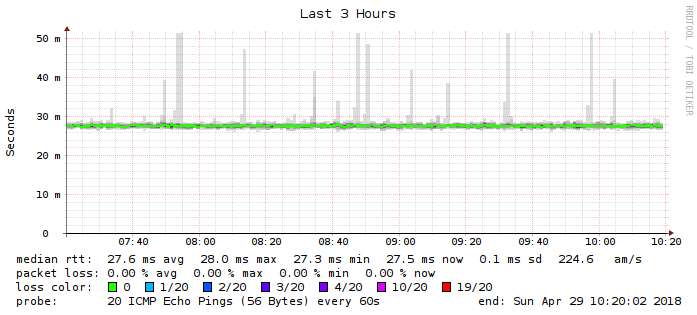 Last 3 Hours
RRDTOOL / TOBI OETIKER
Seconds
50 m
40 m
30 m
20 m
10 m
0
07:40 08:00 08:20 08:40 09:00 09:20 09:40 10:00 10:20
median rtt: 27.6 ms avg 28.0 ms max 27.3 ms min 27.5 ms now 0.1 ms sd 224.6 am/s
packet loss: 0.00 % avg 0.00 % max 0.00 % min 0.00 % now
loss color: 0 1/20 2/20 3/20 4/20 10/20 19/20
probe: 20 ICMP Echo Pings (56 Bytes) every 60s end: Sun Apr 29 10:20:02 2018